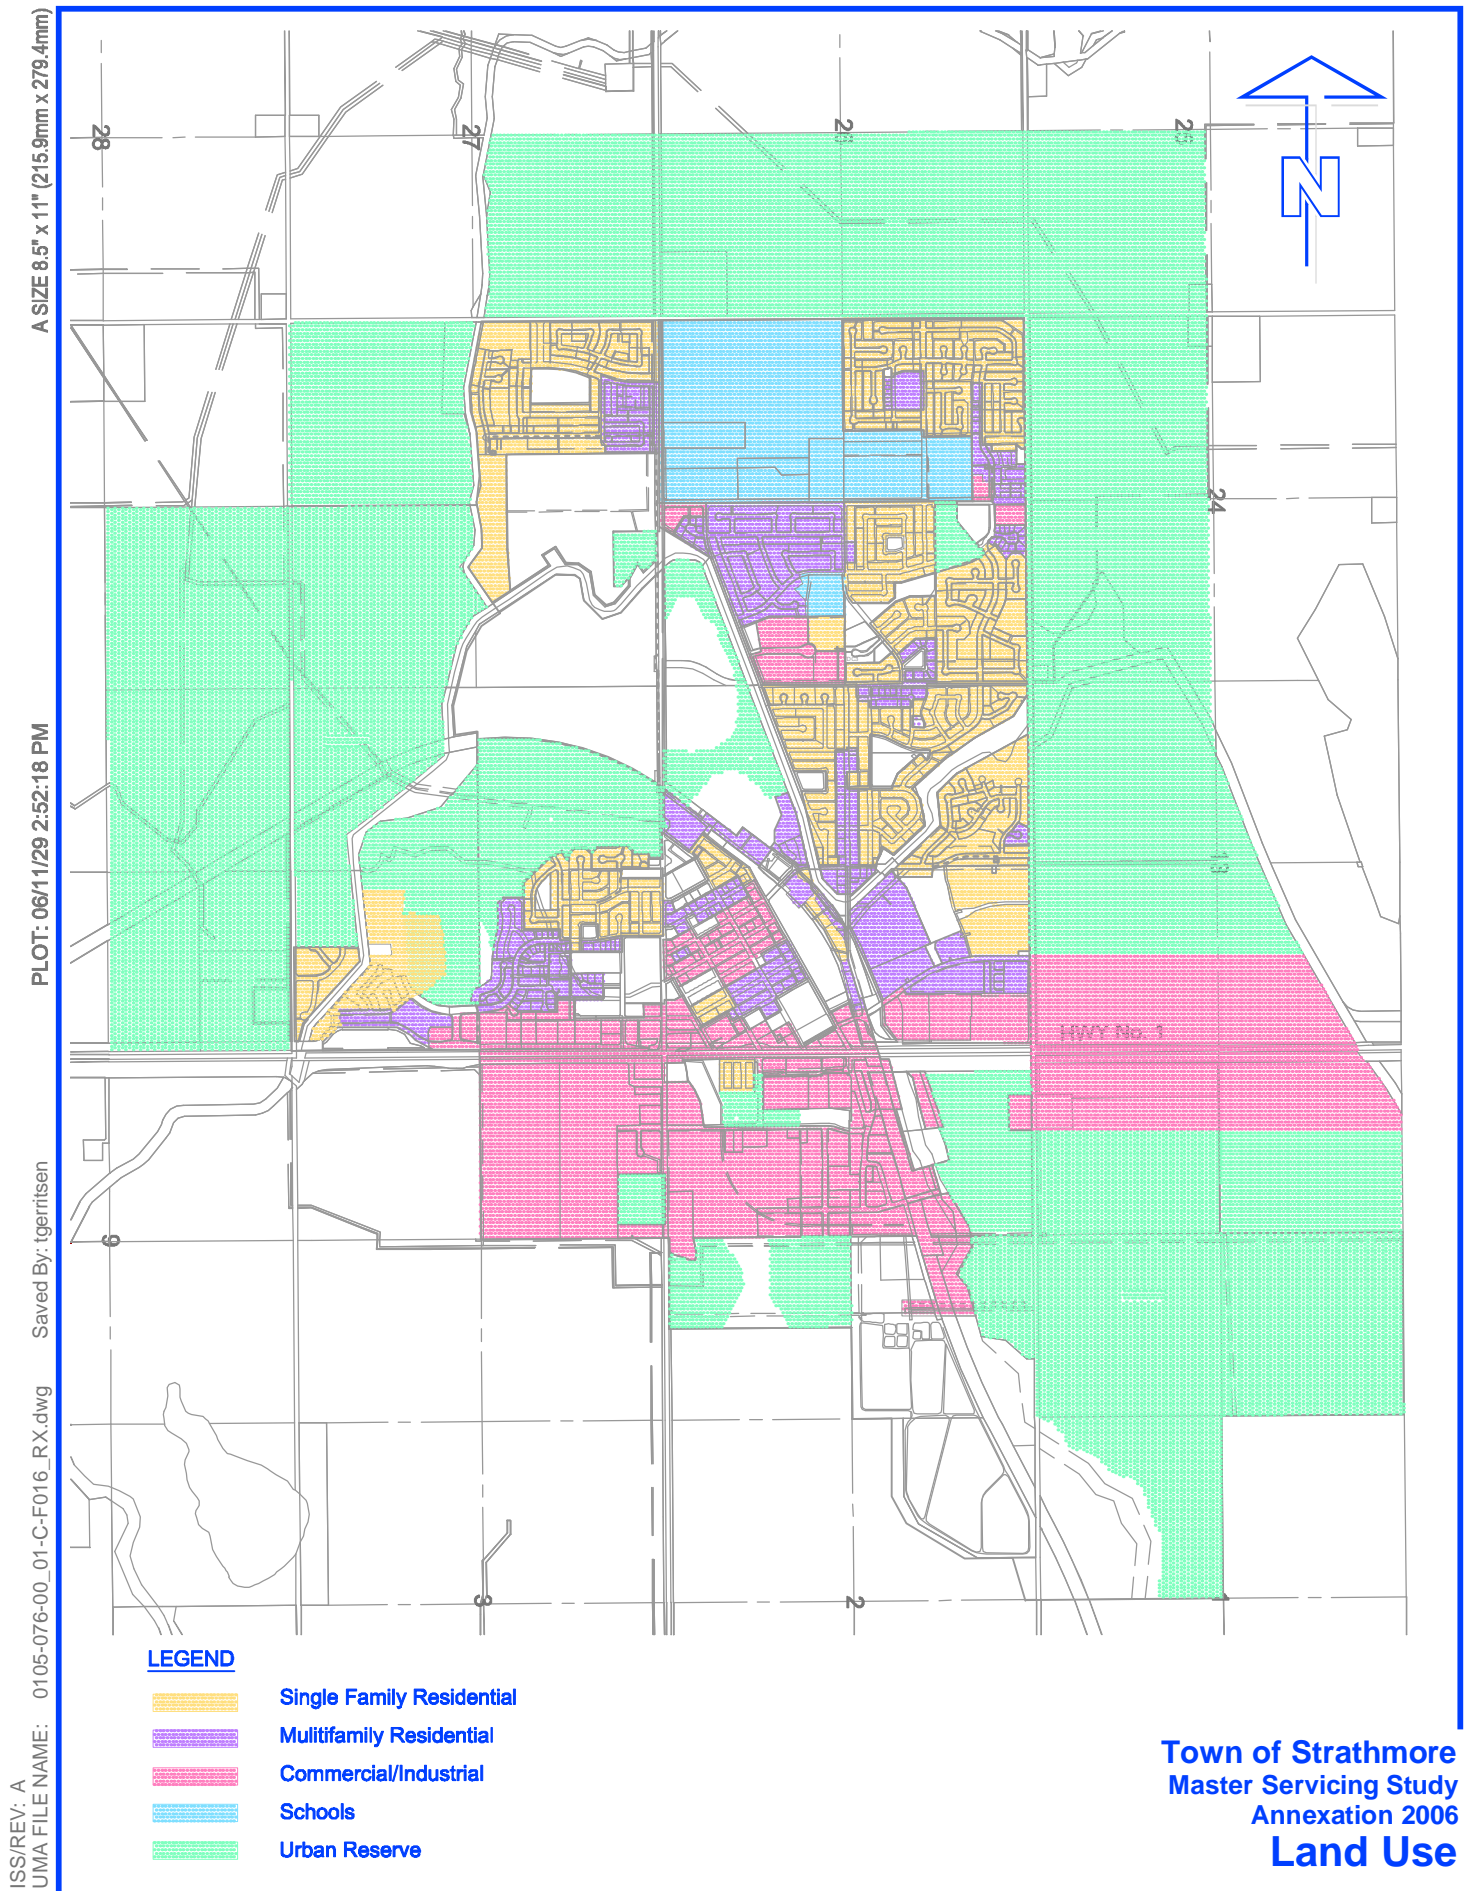 A SIZE 8.5" x 11" (215.9mm x 279.4mm)
PLOT: 06/11/29 2:52:18 PM
Saved By: tgerritsen
UMA FILE NAME: 0105-076-00_01-C-F016_RX.dwg
ISS/REV: A
N
28
27
24
HWY No. 1
9
3
2
1
LEGEND
Single Family Residential
Mulitifamily Residential
Commercial/Industrial
Schools
Urban Reserve
Town of Strathmore
Master Servicing Study
Annexation 2006
Land Use